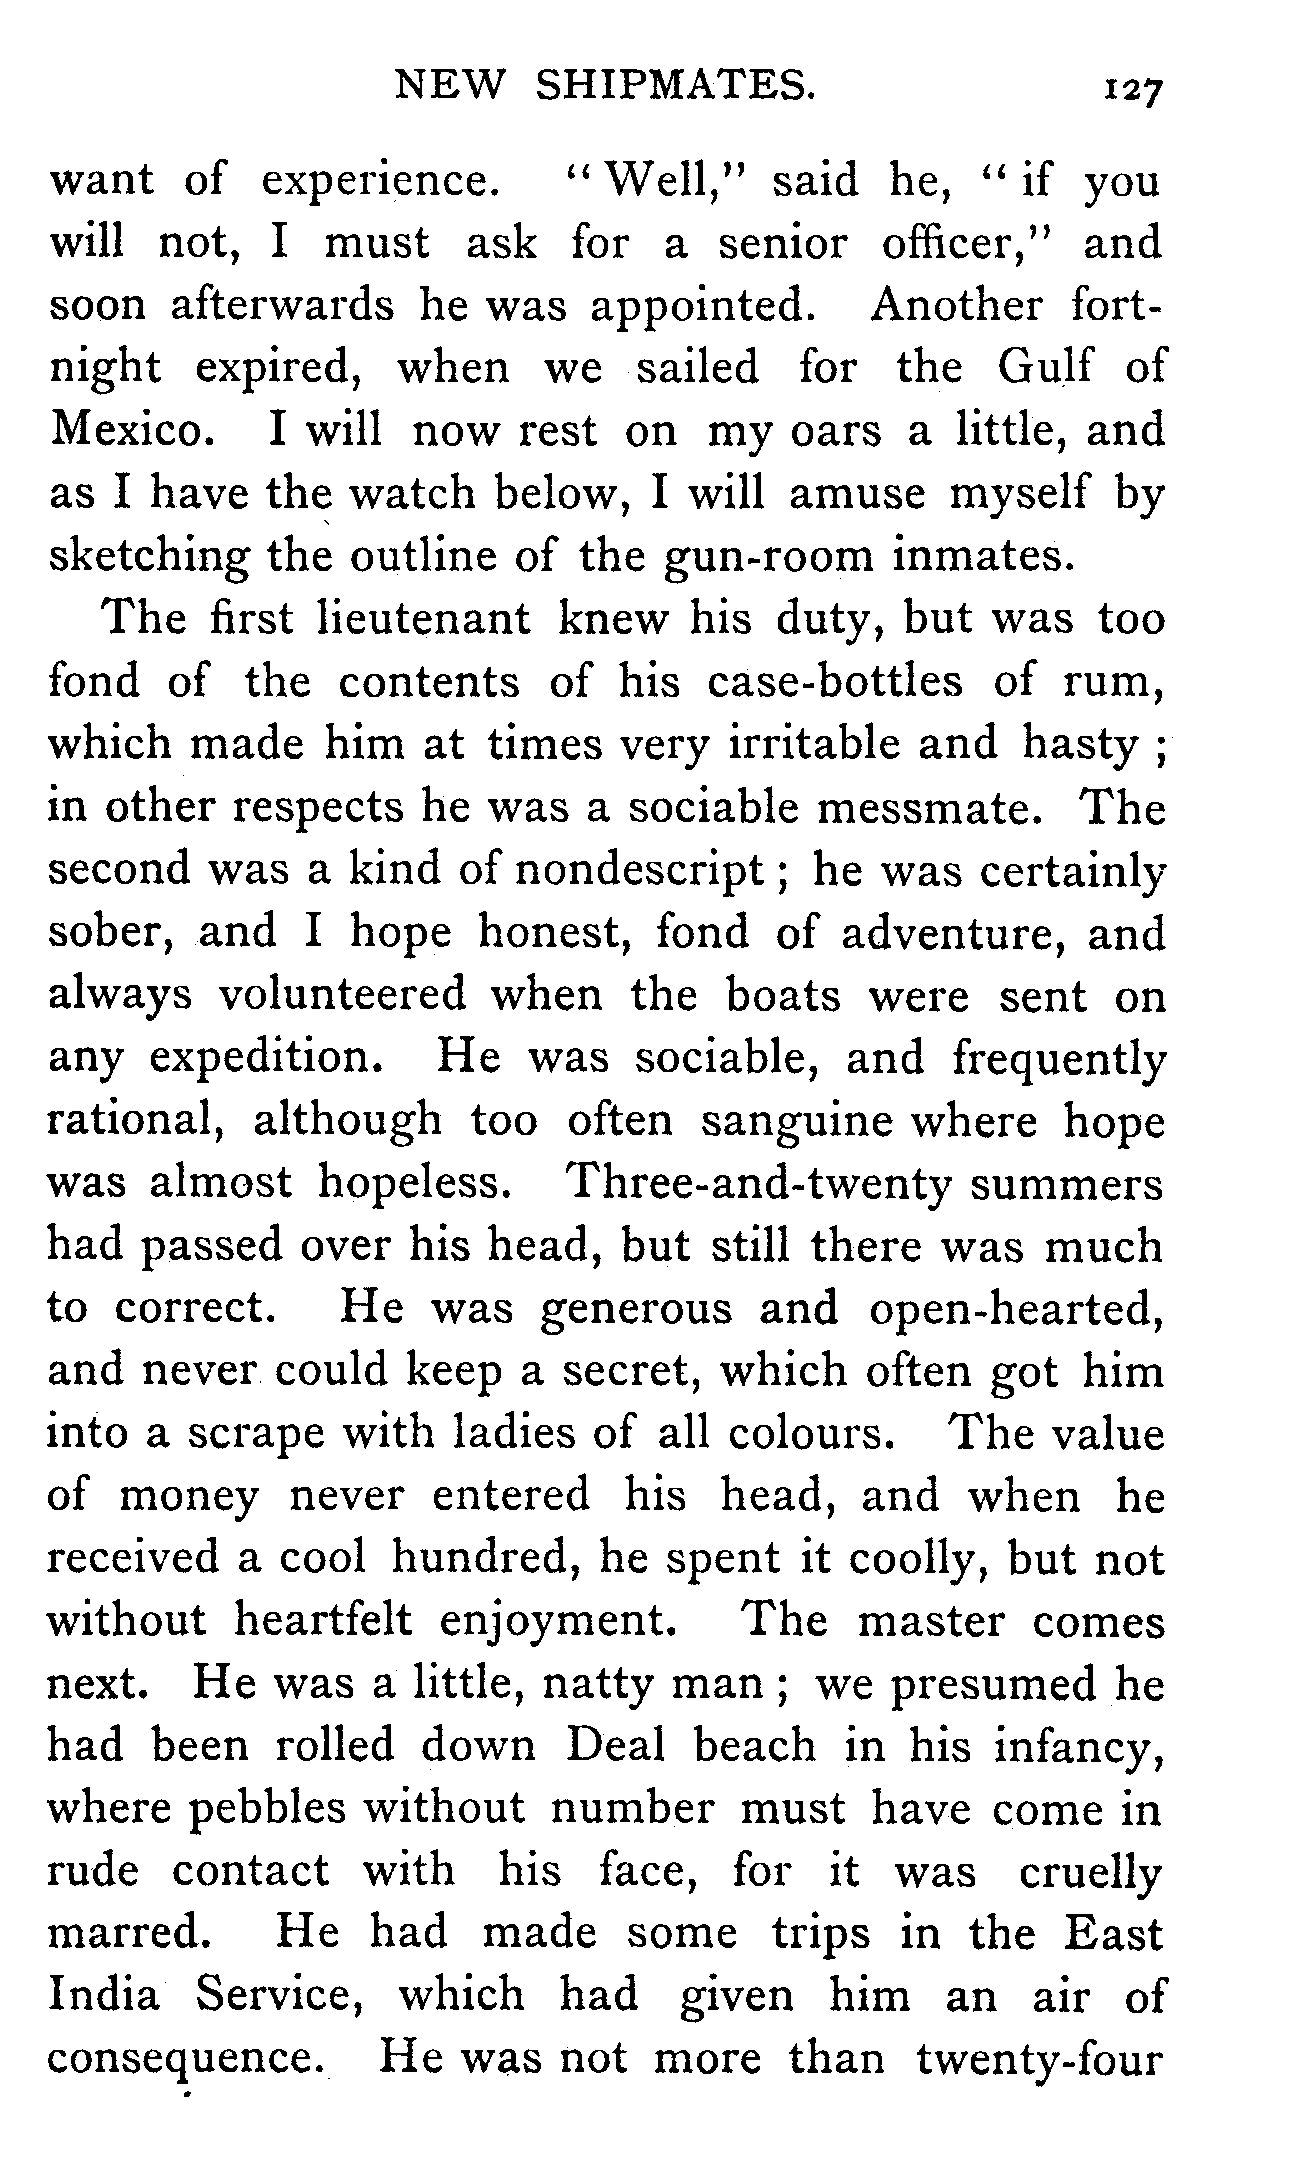 NEW SHIPMATES. 127
want of experience. "Well," said he, "if you
will not, I must ask for a senior officer," and
soon afterwards he was appointed. Another fort-
night expired, when we sailed for the Gulf of
Mexico. I will now rest on my oars a little, and
as I have the watch below, I will amuse myself by
sketching the outline of the gun-room inmates.
The first lieutenant knew his duty, but was too
fond of the contents of his case-bottles of rum,
which made him at times very irritable and hasty ;
in other respects he was a sociable messmate. The
second was a kind of nondescript ; he was certainly
sober, and I hope honest, fond of adventure, and
always volunteered when the boats were sent on
any expedition. He was sociable, and frequently
rational, although too often sanguine where hope
was almost hopeless. Three-and-twenty summers
had passed over his head, but still there was much
to correct. He was generous and open-hearted,
and never could keep a secret, which often got him
into a scrape with ladies of all colours. The value
of money never entered his head, and when he
received a cool hundred, he spent it coolly, but not
without heartfelt enjoyment. The master comes
next. He was a little, natty man ; we presumed he
had been rolled down Deal beach in his infancy,
where pebbles without number must have come in
rude contact with his face, for it was cruelly
marred. He had made some trips in the East
India Service, which had given him an air of
consequence. He was not more than twenty-four